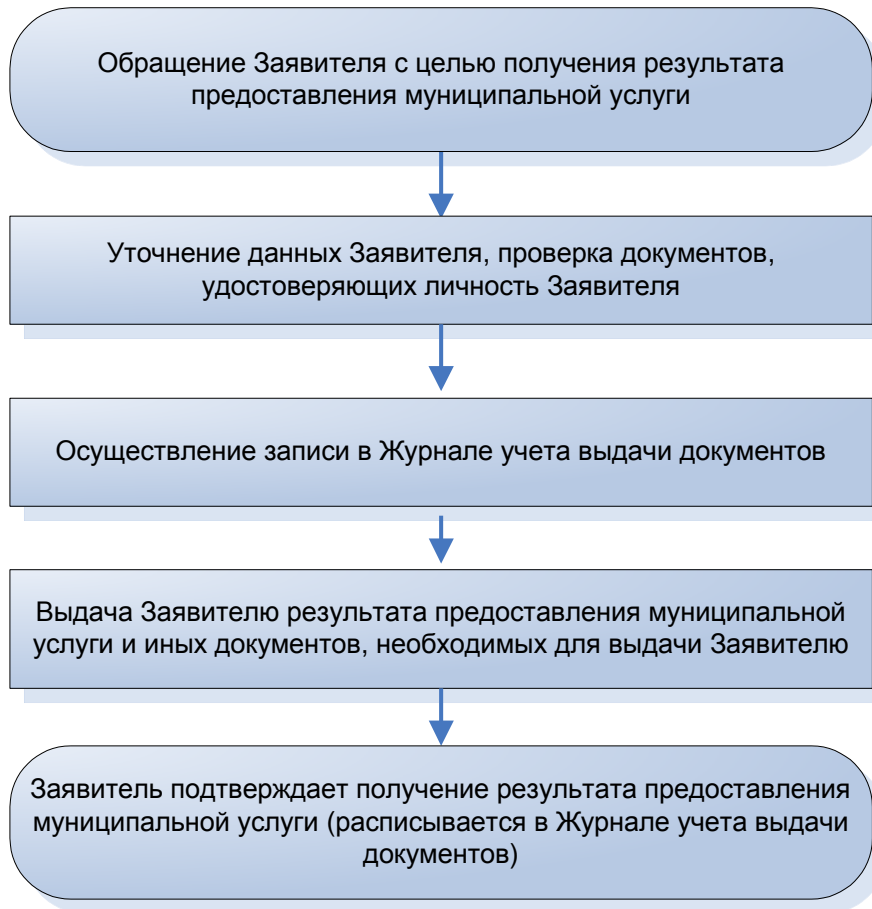 Обращение Заявителя с целью получения результата
предоставления муниципальной услуги
Уточнение данных Заявителя, проверка документов,
удостоверяющих личность Заявителя
Осуществление записи в Журнале учета выдачи документов
Выдача Заявителю результата предоставления муниципальной
услуги и иных документов, необходимых для выдачи Заявителю
Заявитель подтверждает получение результата предоставления
муниципальной услуги (расписывается в Журнале учета выдачи
документов)